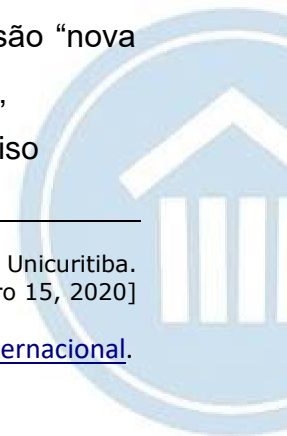 são “nova
,
iso
Unicuritiba.
ro 15, 2020]
ernacional.